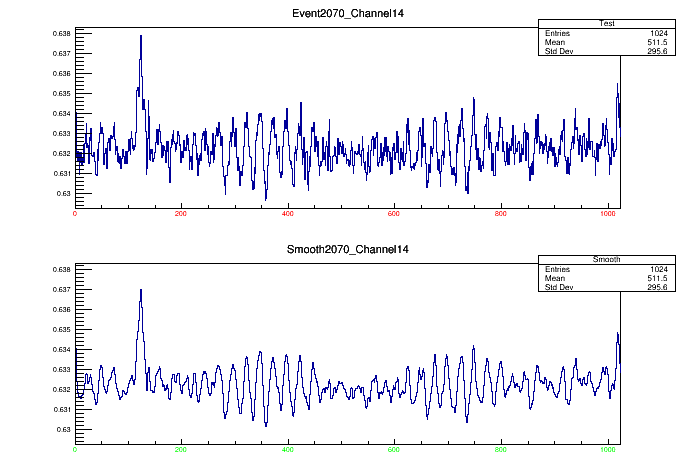 Event2070_Channel14
Test
Entries 1024
Mean 511.5
Std Dev 295.6
0.638
0.637
0.636
0.635
0.634
0.633
0.632
0.631
0.63
0 200 400 600 800 1000
Smooth2070_Channel14
Smooth
Entries 1024
Mean 511.5
Std Dev 295.6
0.638
0.637
0.636
0.635
0.634
0.633
0.632
0.631
0.63
0 200 400 600 800 1000